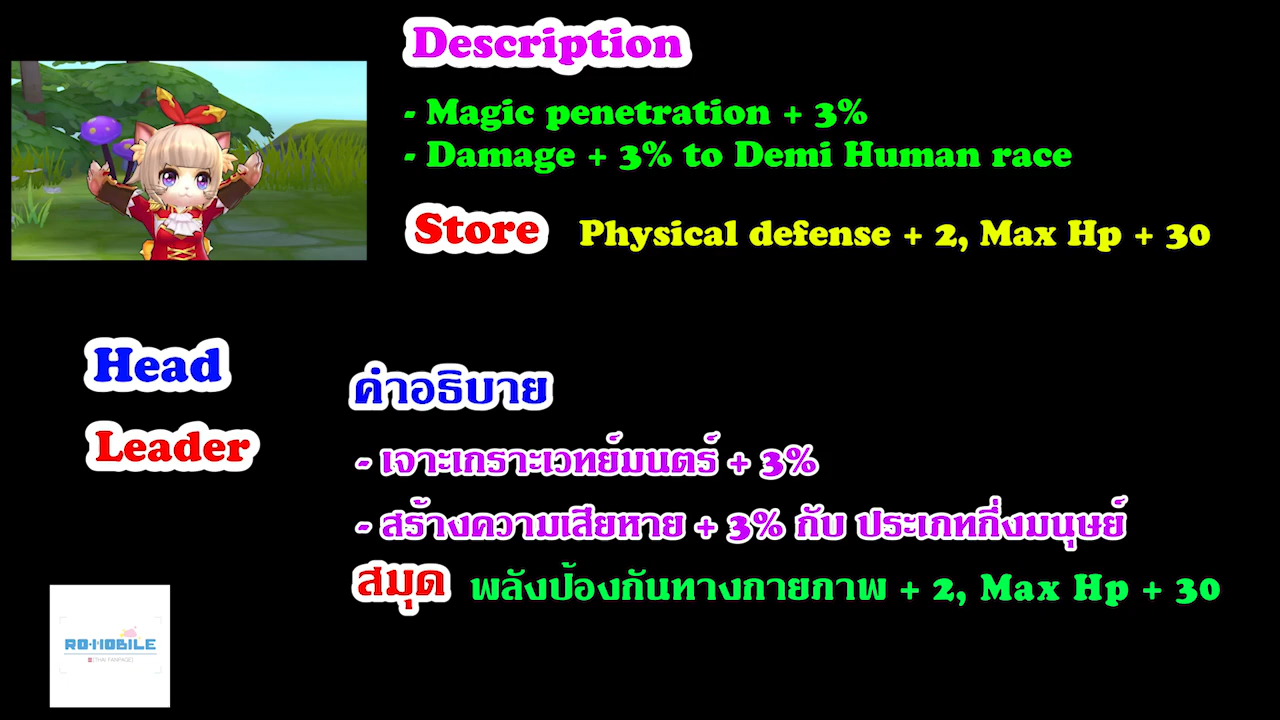 Description
- Magic penetration + 3%
- Damage + 3% to Demi Human race
Store Physical defense + 2, Max Hp + 30
Head
Leader
คำอธิบาย
- เจาะเกราะเวทย์มนตร์ + 3%
- สร้างความเสียหาย + 3% กับ ประเภทกึ่งมนุษย์
สมุด พลังป้องกันทางกายภาพ + 2, Max Hp + 30
RO:MOBILE
[THAI FANPAGE]